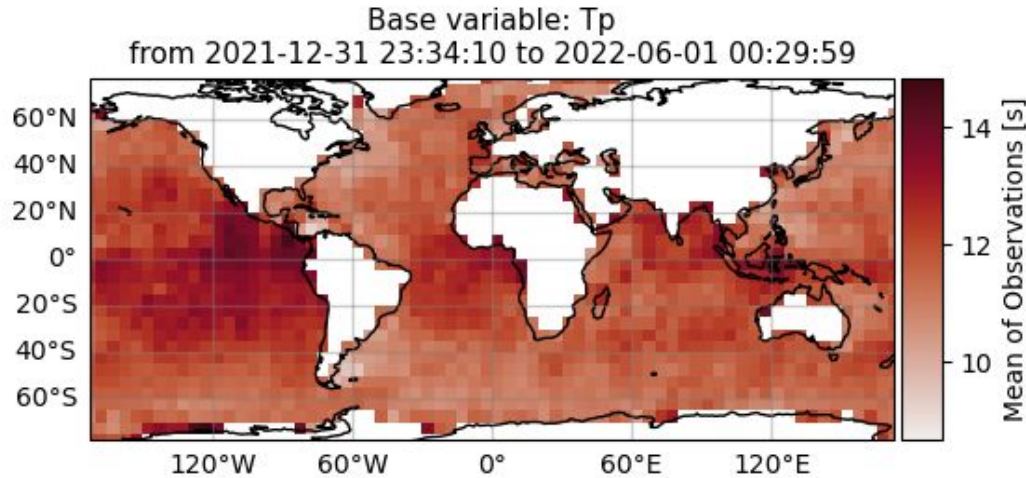 Base variable: Tp
from 2021-12-31 23:34:10 to 2022-06-01 00:29:59
60°N
40°N
20°N
0°
20°S
40°S
60°S
120°W
60°W
0°
60°E
120°E
14
12
10
Mean of Observations [s]